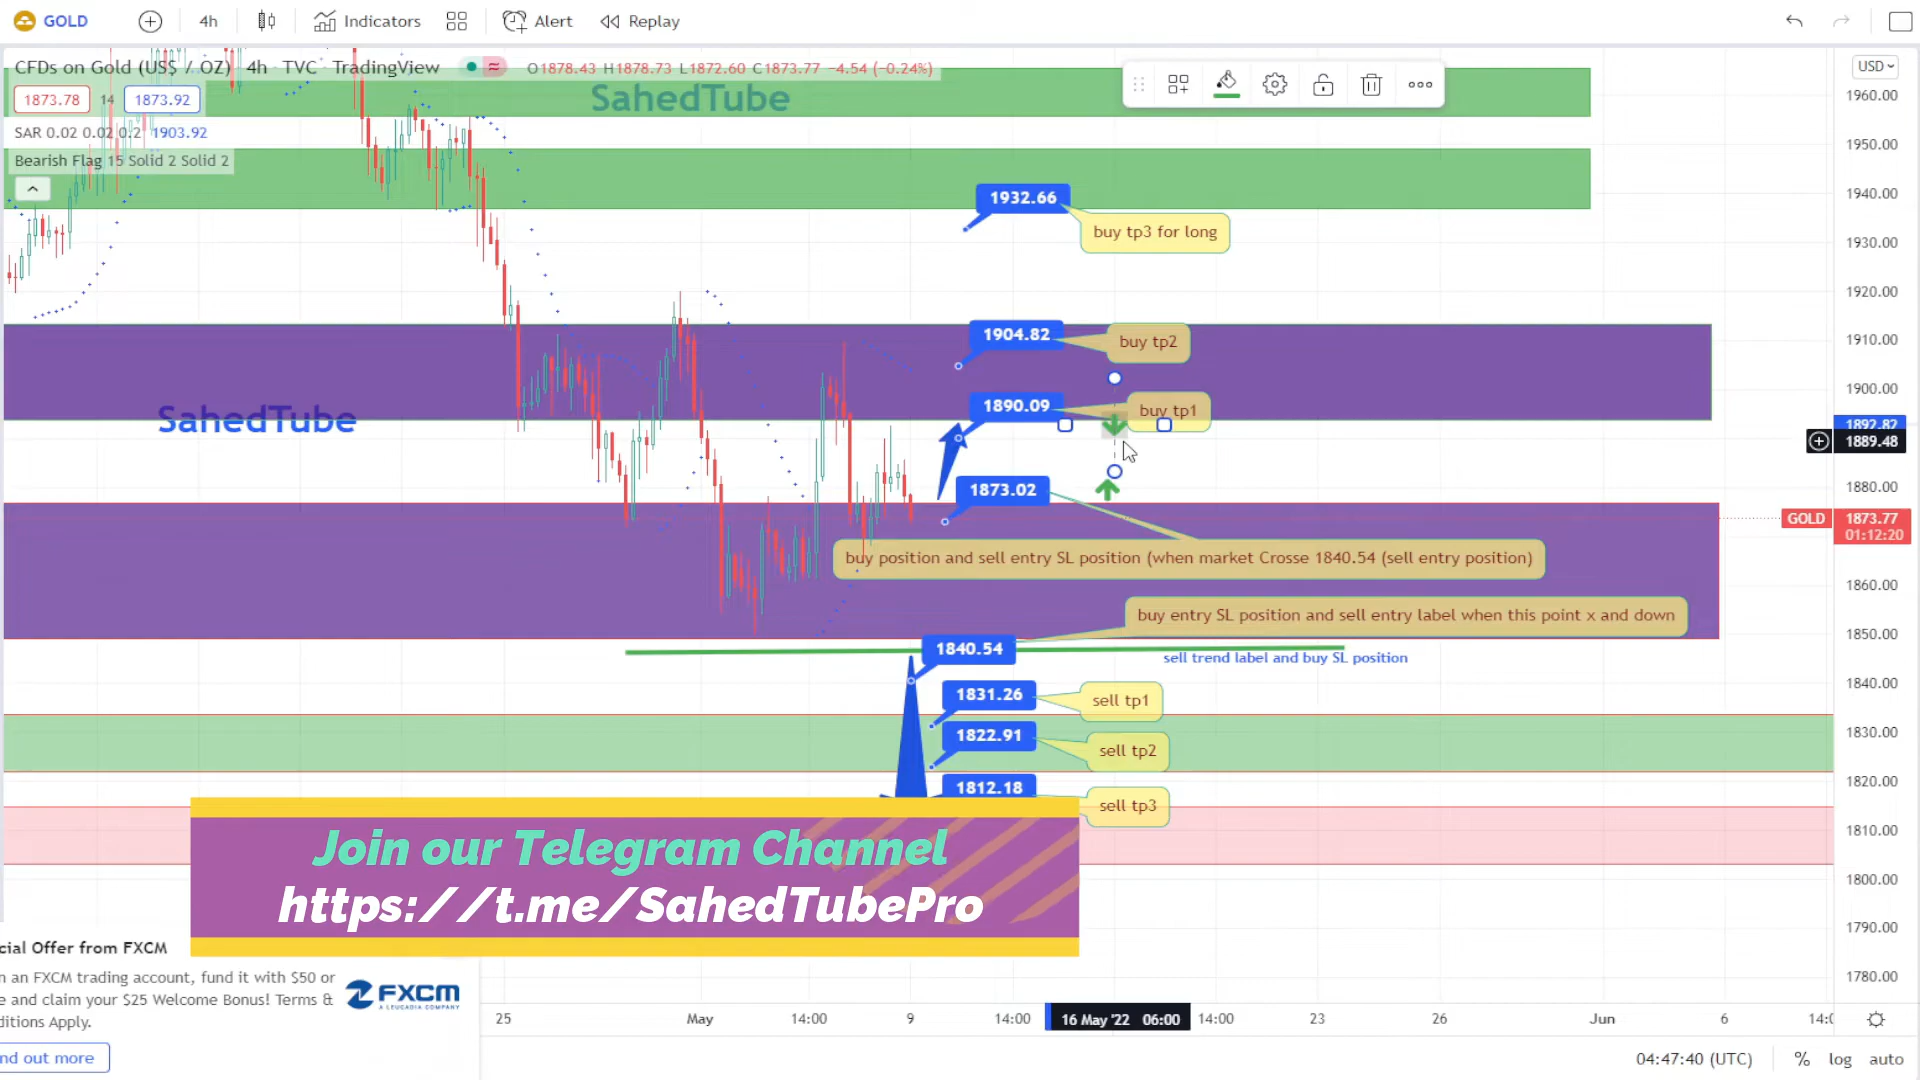 GOLD
4h
Indicators
Alert
Replay
CFDs on Gold (US$ / OZ) 4h TVC TradingView
O1878.43 H1878.73 L1872.60 C1873.77 −4.54 (−0.24%)
SahedTube
USD
1873.78 14 1873.92
SAR 0.02 0.02 0.2 1903.92
Bearish Flag 15 Solid 2 Solid 2
1960.00
1950.00
1940.00
1930.00
1920.00
1910.00
1900.00
1892.82
1889.48
1880.00
GOLD 1873.77
01:12:20
1860.00
1850.00
1840.00
1830.00
1820.00
1810.00
1800.00
1790.00
1780.00
1932.66
buy tp3 for long
1904.82
buy tp2
1890.09
buy tp1
SahedTube
1873.02
buy position and sell entry SL position (when market Crosse 1840.54 (sell entry position)
buy entry SL position and sell entry label when this point x and down
1840.54
sell trend label and buy SL position
1831.26
sell tp1
1822.91
sell tp2
1812.18
sell tp3
Join our Telegram Channel
https://t.me/SahedTubePro
cial Offer from FXCM
n an FXCM trading account, fund it with $50 or
e and claim your $25 Welcome Bonus! Terms &
ditions Apply.
FXCM
A LEUCADIA COMPANY
nd out more
25
May
14:00
9
14:00
16 May '22 06:00
14:00
23
26
Jun
6
14:0
04:47:40 (UTC)
%
log
auto